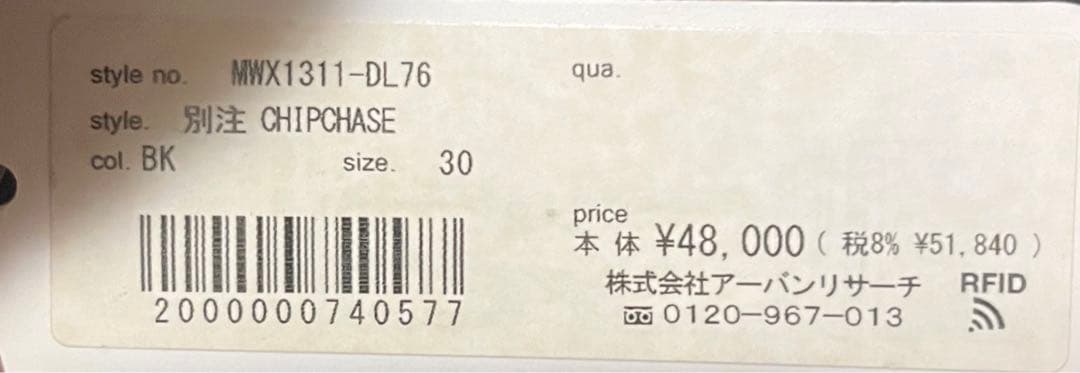 style no. MWX1311-DL76
qua.
style. 別注 CHIPCHASE
col. BK size. 30
price
本体 ¥48,000 ( 税8% ¥51,840 )
株式会社アーバンリサーチ RFID
0120-967-013
2000000740577